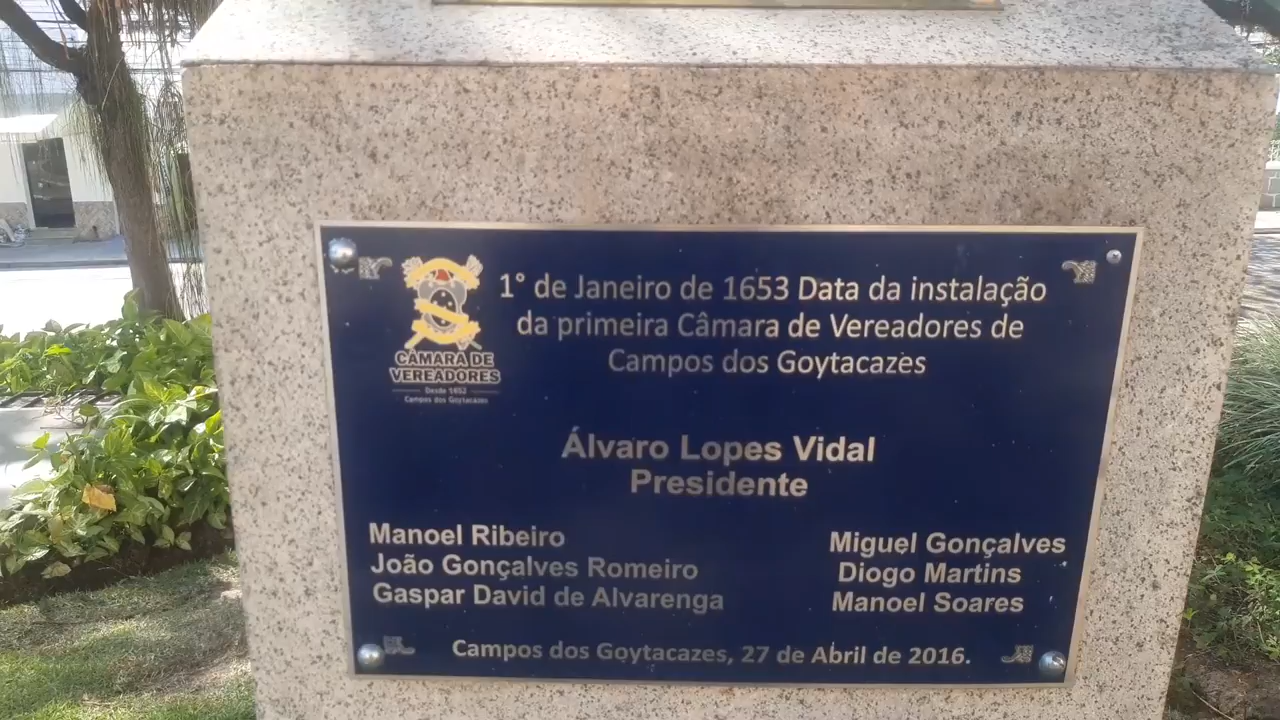 1° de Janeiro de 1653 Data da instalação
da primeira Câmara de Vereadores de
Campos dos Goytacazes
CÂMARA DE
VEREADORES
Desde 1652
Campos dos Goytacazes
Álvaro Lopes Vidal
Presidente
Manoel Ribeiro
João Gonçalves Romeiro
Gaspar David de Alvarenga
Miguel Gonçalves
Diogo Martins
Manoel Soares
Campos dos Goytacazes, 27 de Abril de 2016.